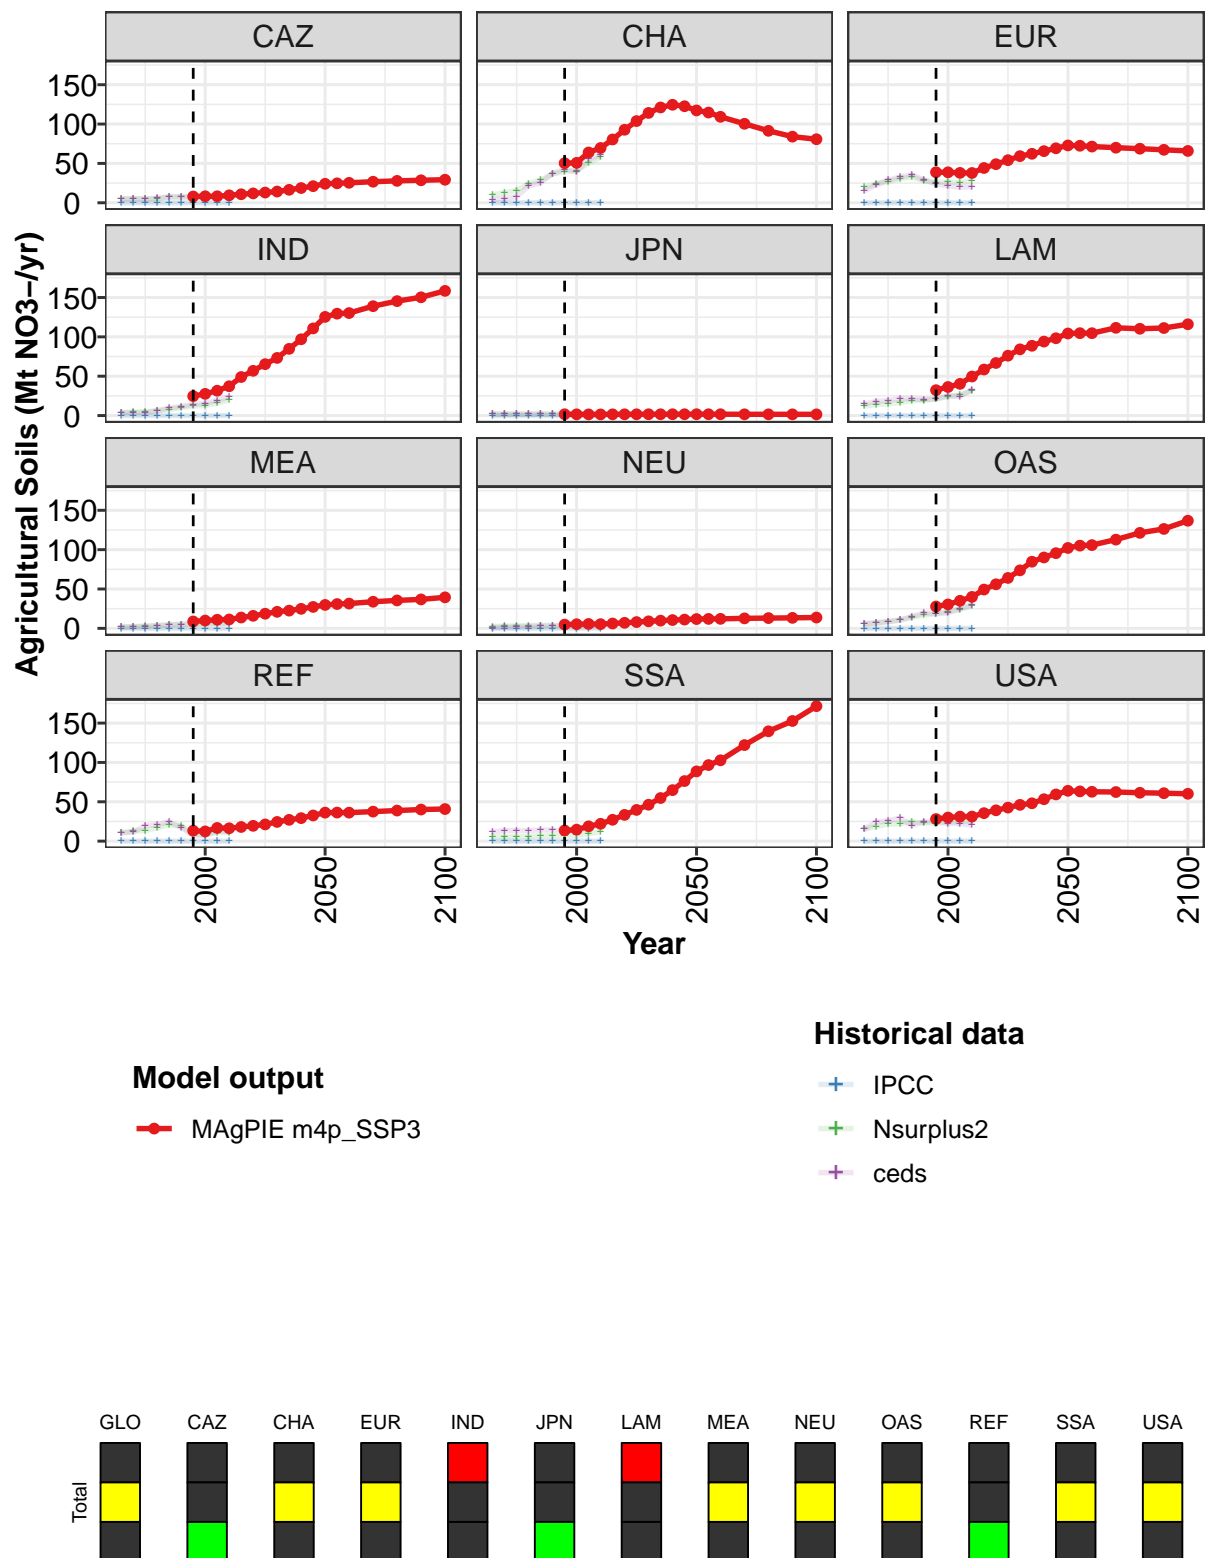 CAZ CHA EUR
150
100
50
0
IND JPN LAM
150
100
50
0
MEA NEU OAS
150
100
50
0
REF SSA USA
150
100
50
0
2000 2050 2100 2000 2050 2100 2000 2050 2100
Year
Agricultural Soils (Mt NO3−/yr)
Model output
MAgPIE m4p_SSP3
Historical data
IPCC
Nsurplus2
ceds
GLO CAZ CHA EUR IND JPN LAM MEA NEU OAS REF SSA USA
Total